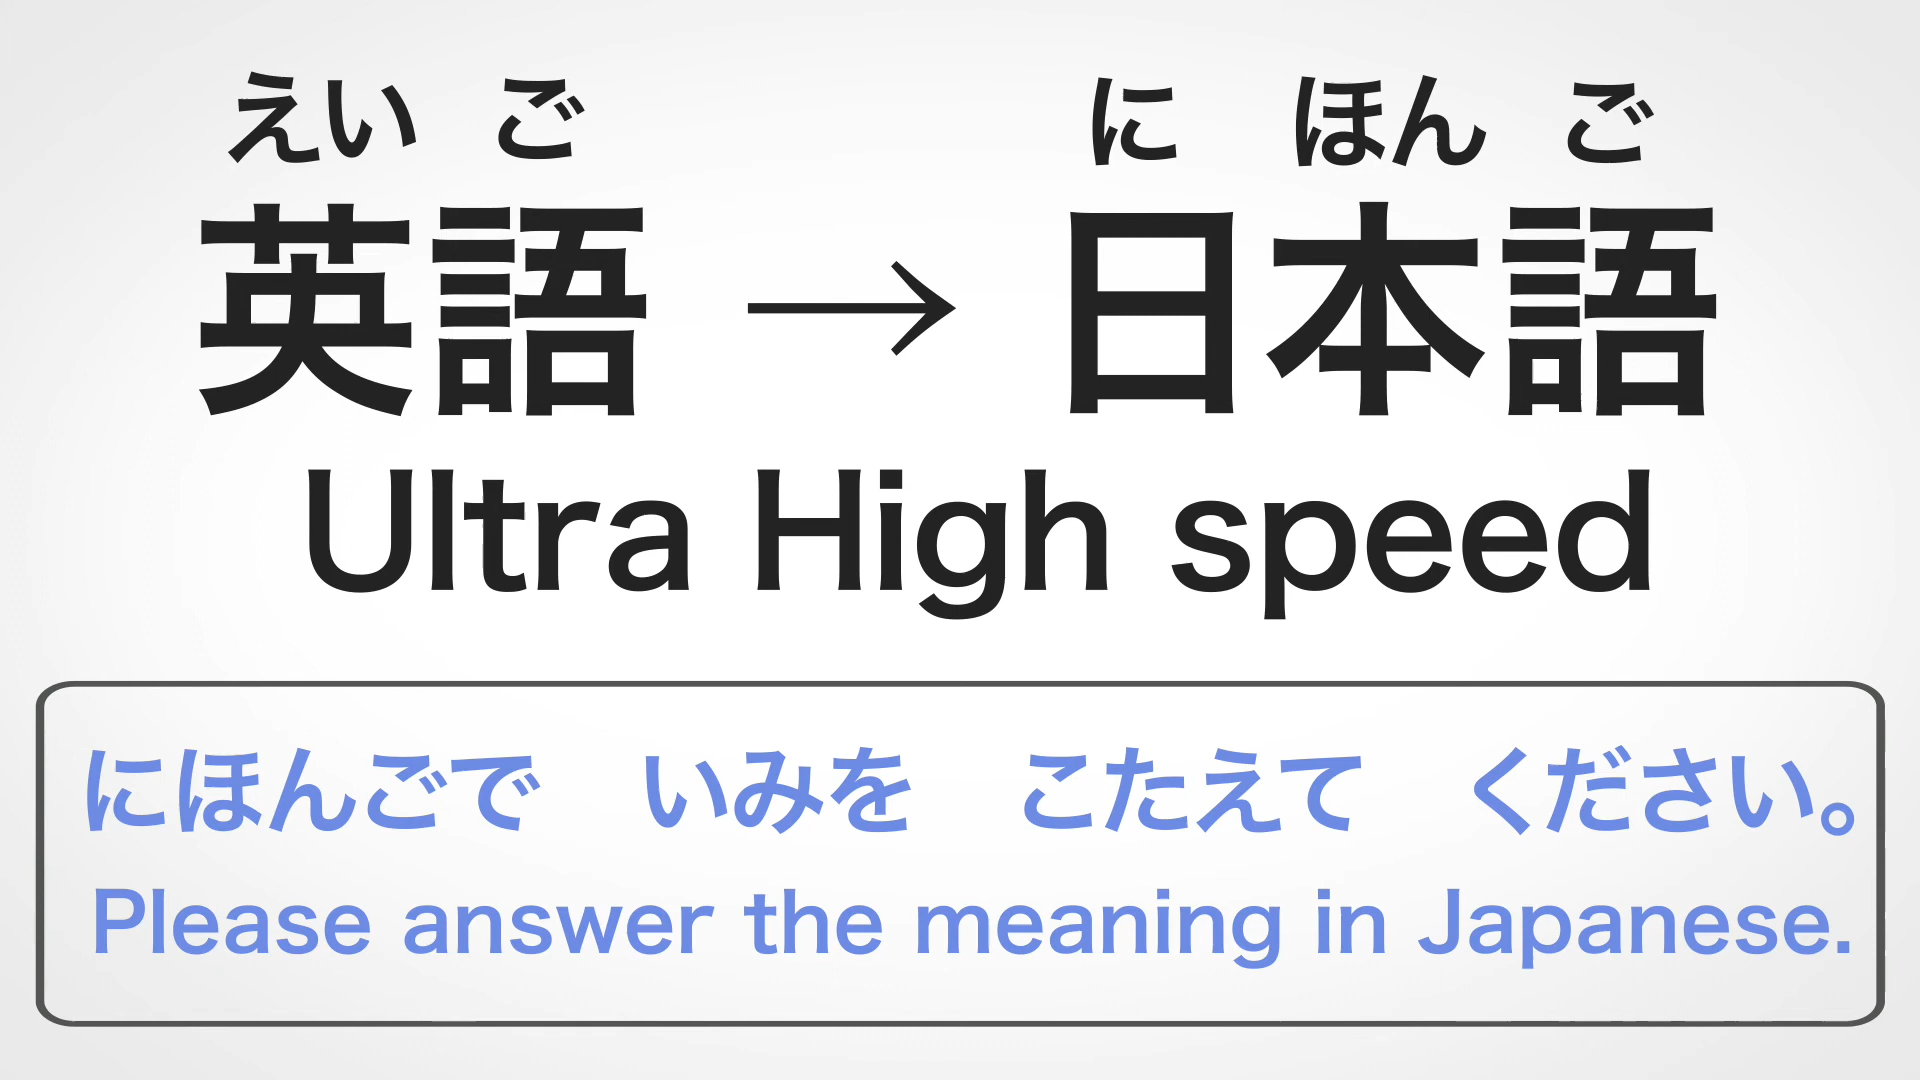 えい ご に ほん ご
英語 → 日本語
Ultra High speed
にほんごで いみを こたえて ください。
Please answer the meaning in Japanese.